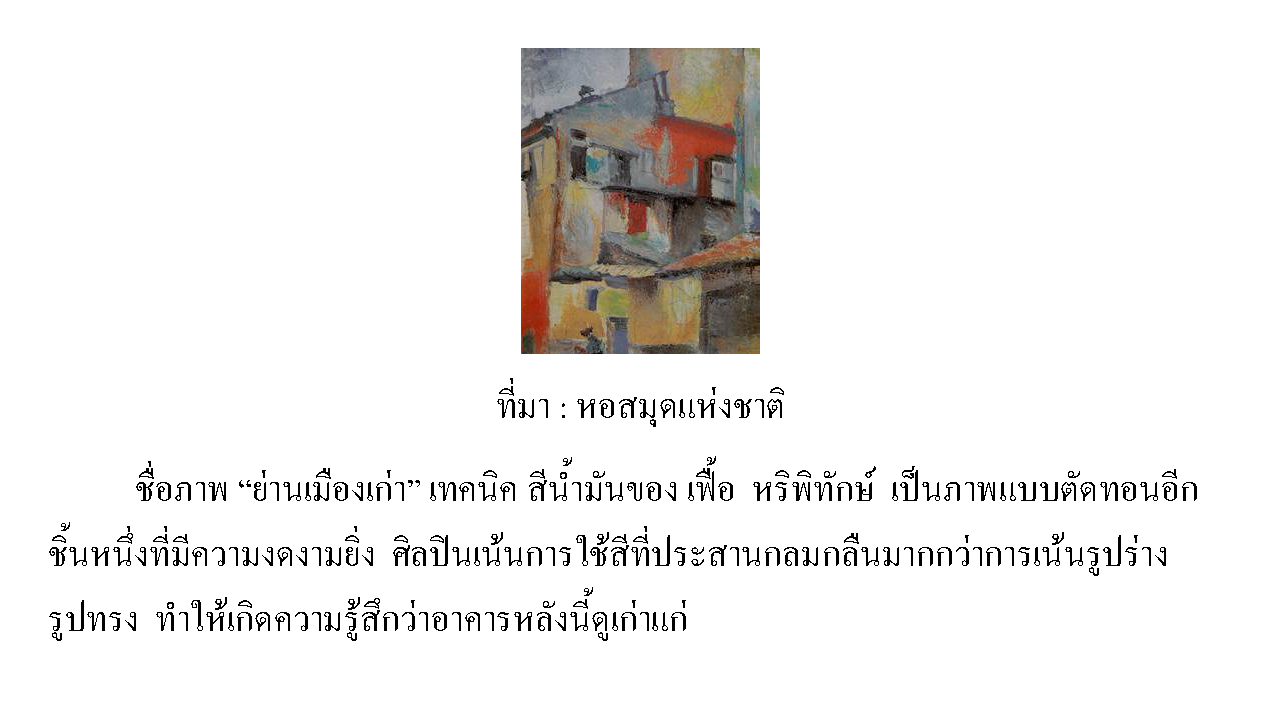 ที่มา : หอสมุดแห่งชาติ
ชื่อภาพ “ย่านเมืองเก่า” เทคนิค สีน้ำมันของ เฟื้อ หริพิทักษ์ เป็นภาพแบบตัดทอนอีก
ชิ้นหนึ่งที่มีความงดงามยิ่ง ศิลปินเน้นการใช้สีที่ประสานกลมกลืนมากกว่าการเน้นรูปร่าง
รูปทรง ทำให้เกิดความรู้สึกว่าอาคารหลังนี้ดูเก่าแก่